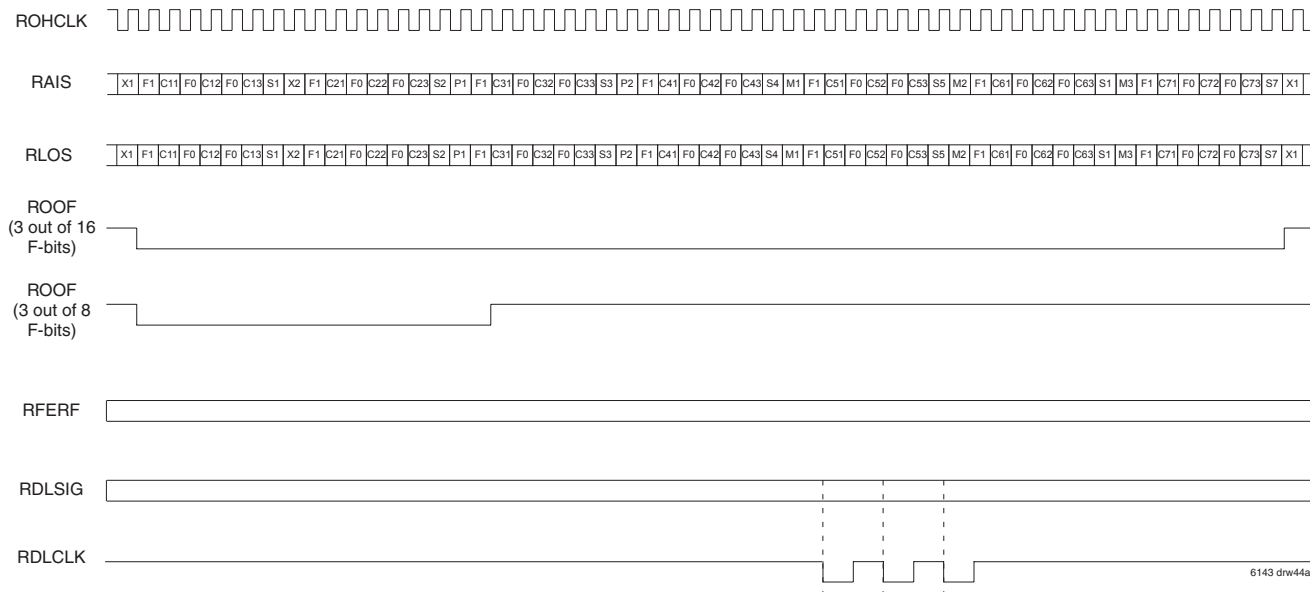 ROHCLK
RAIS X1 F1 C11 F0 C12 F0 C13 S1 X2 F1 C21 F0 C22 F0 C23 S2 P1 F1 C31 F0 C32 F0 C33 S3 P2 F1 C41 F0 C42 F0 C43 S4 M1 F1 C51 F0 C52 F0 C53 S5 M2 F1 C61 F0 C62 F0 C63 S1 M3 F1 C71 F0 C72 F0 C73 S7 X1
RLOS X1 F1 C11 F0 C12 F0 C13 S1 X2 F1 C21 F0 C22 F0 C23 S2 P1 F1 C31 F0 C32 F0 C33 S3 P2 F1 C41 F0 C42 F0 C43 S4 M1 F1 C51 F0 C52 F0 C53 S5 M2 F1 C61 F0 C62 F0 C63 S1 M3 F1 C71 F0 C72 F0 C73 S7 X1
ROOF
(3 out of 16
F-bits)
ROOF
(3 out of 8
F-bits)
RFERF
RDLSIG
RDLCLK
6143 drw44a